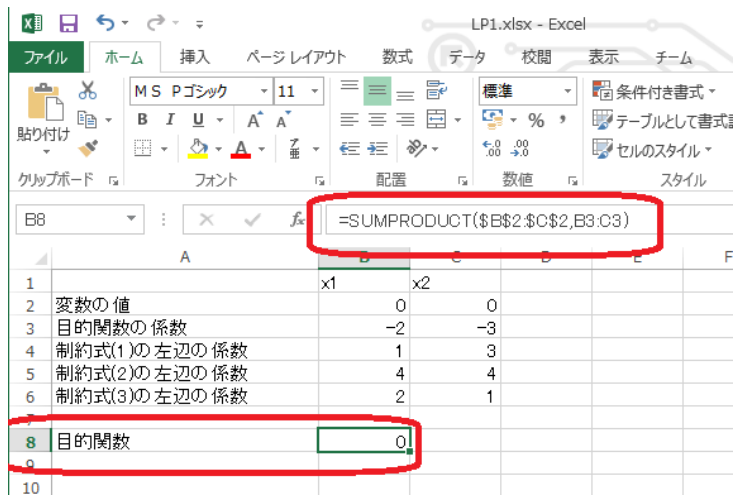 LP1.xlsx - Excel
ファイル ホーム 挿入 ページ レイアウト 数式 データ 校閲 表示 チーム
MS Pゴシック 11 標準 条件付き書式
貼り付け B I U A A % テーブルとして書式設
セルのスタイル
クリップボード フォント 配置 数値 スタイル
B8 fx =SUMPRODUCT($B$2:$C$2,B3:C3)
A B C D E F
1 x1 x2
2 変数の値 0 0
3 目的関数の係数 -2 -3
4 制約式(1)の左辺の係数 1 3
5 制約式(2)の左辺の係数 4 4
6 制約式(3)の左辺の係数 2 1
7
8 目的関数 0
9
10